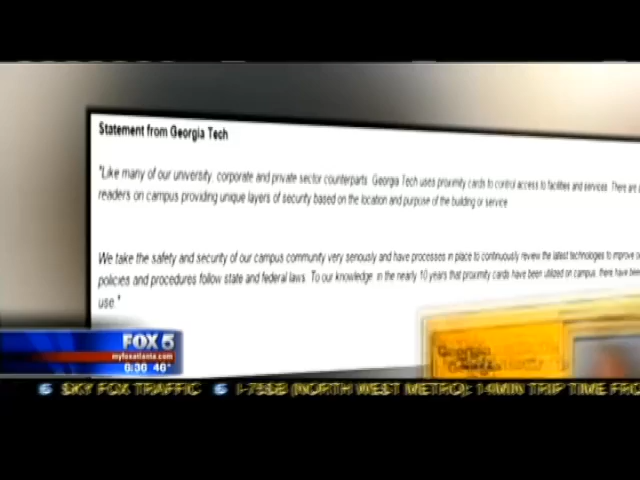 Statement from Georgia Tech
"Like many of our university, corporate and private sector counterparts, Georgia Tech uses proximity cards to control access to facilities and services. There are
readers on campus providing unique layers of security based on the location and purpose of the building or service
We take the safety and security of our campus community very seriously and have processes in place to continuously review the latest technologies to improve
policies and procedures follow state and federal laws. To our knowledge, in the nearly 10 years that proximity cards have been utilized on campus, there have been
use."
Georgia
FOX 5
myfoxatlanta.com
6:36 46°
SKY FOX TRAFFIC I-75SB (NORTH WEST METRO): 14MIN TRIP TIME FRO